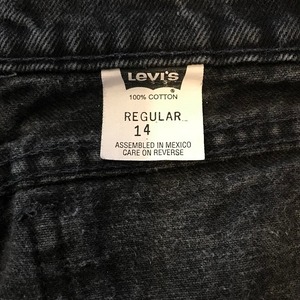 Levi's
100% COTTON
REGULAR
14
ASSEMBLED IN MEXICO
CARE ON REVERSE